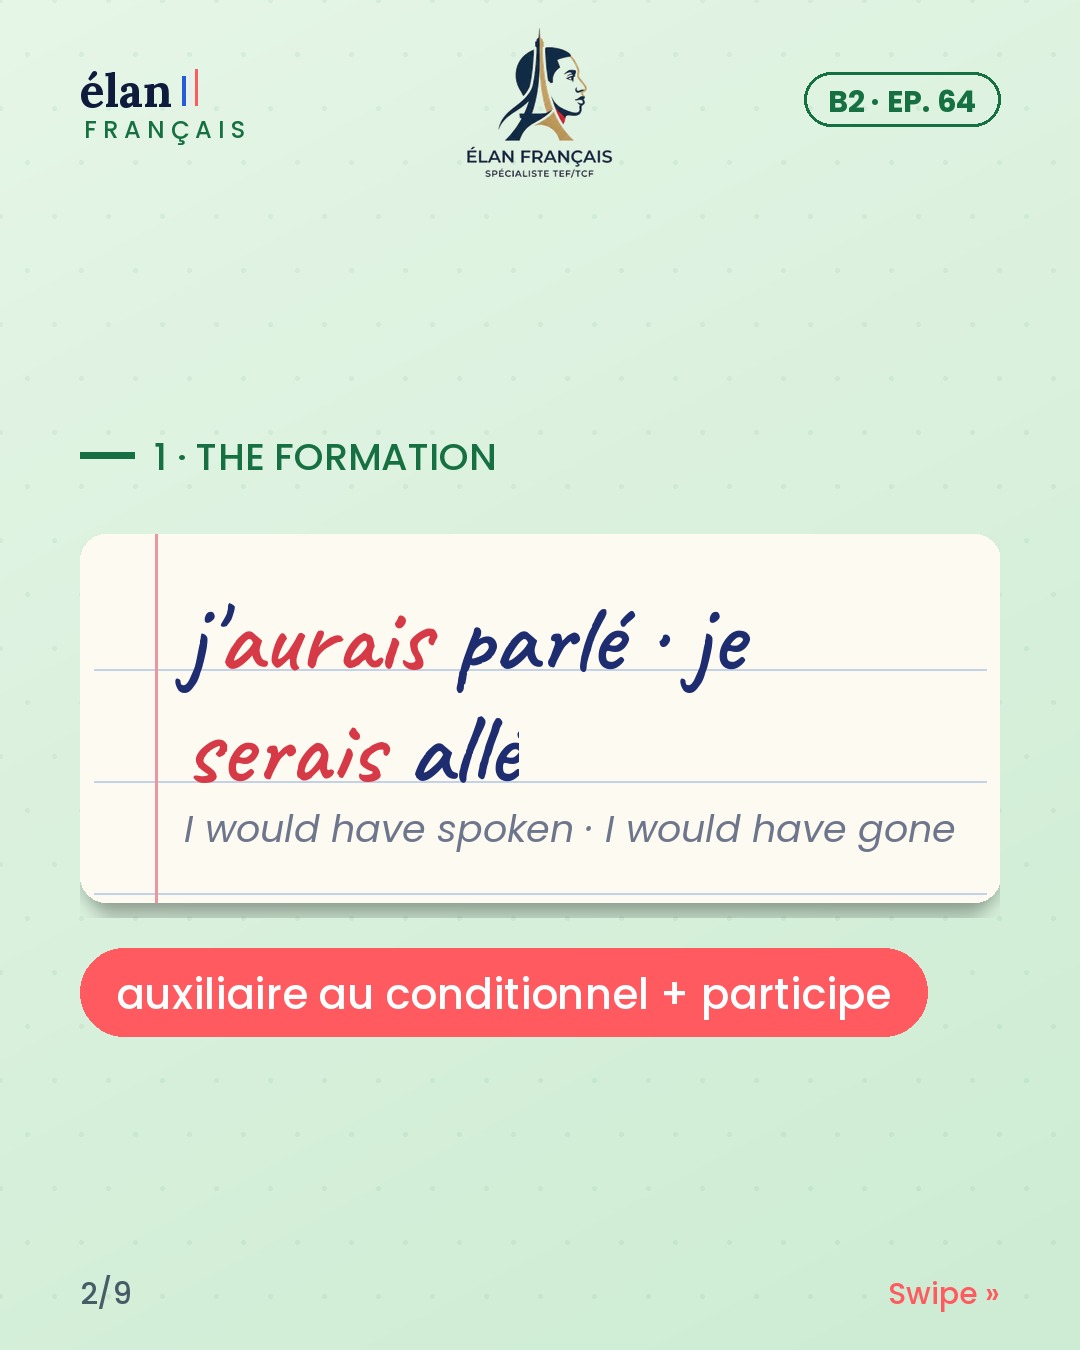 élan
FRANÇAIS
ÉLAN FRANÇAIS
SPÉCIALISTE TEF/TCF
B2 · EP. 64
1 · THE FORMATION
j'aurais parlé · je
serais allé
I would have spoken · I would have gone
auxiliaire au conditionnel + participe
2/9
Swipe »